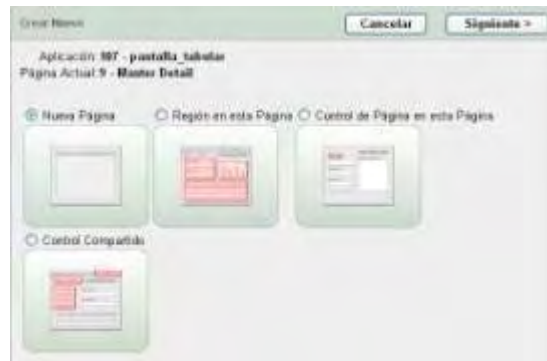 Crear Nuevo
Cancelar
Siguiente >
Aplicación 107 - pantalla_tabular
Página Actual 9 - Master Detail
Nueva Página
Región en esta Página
Control de Página en esta Página
Control Compartido